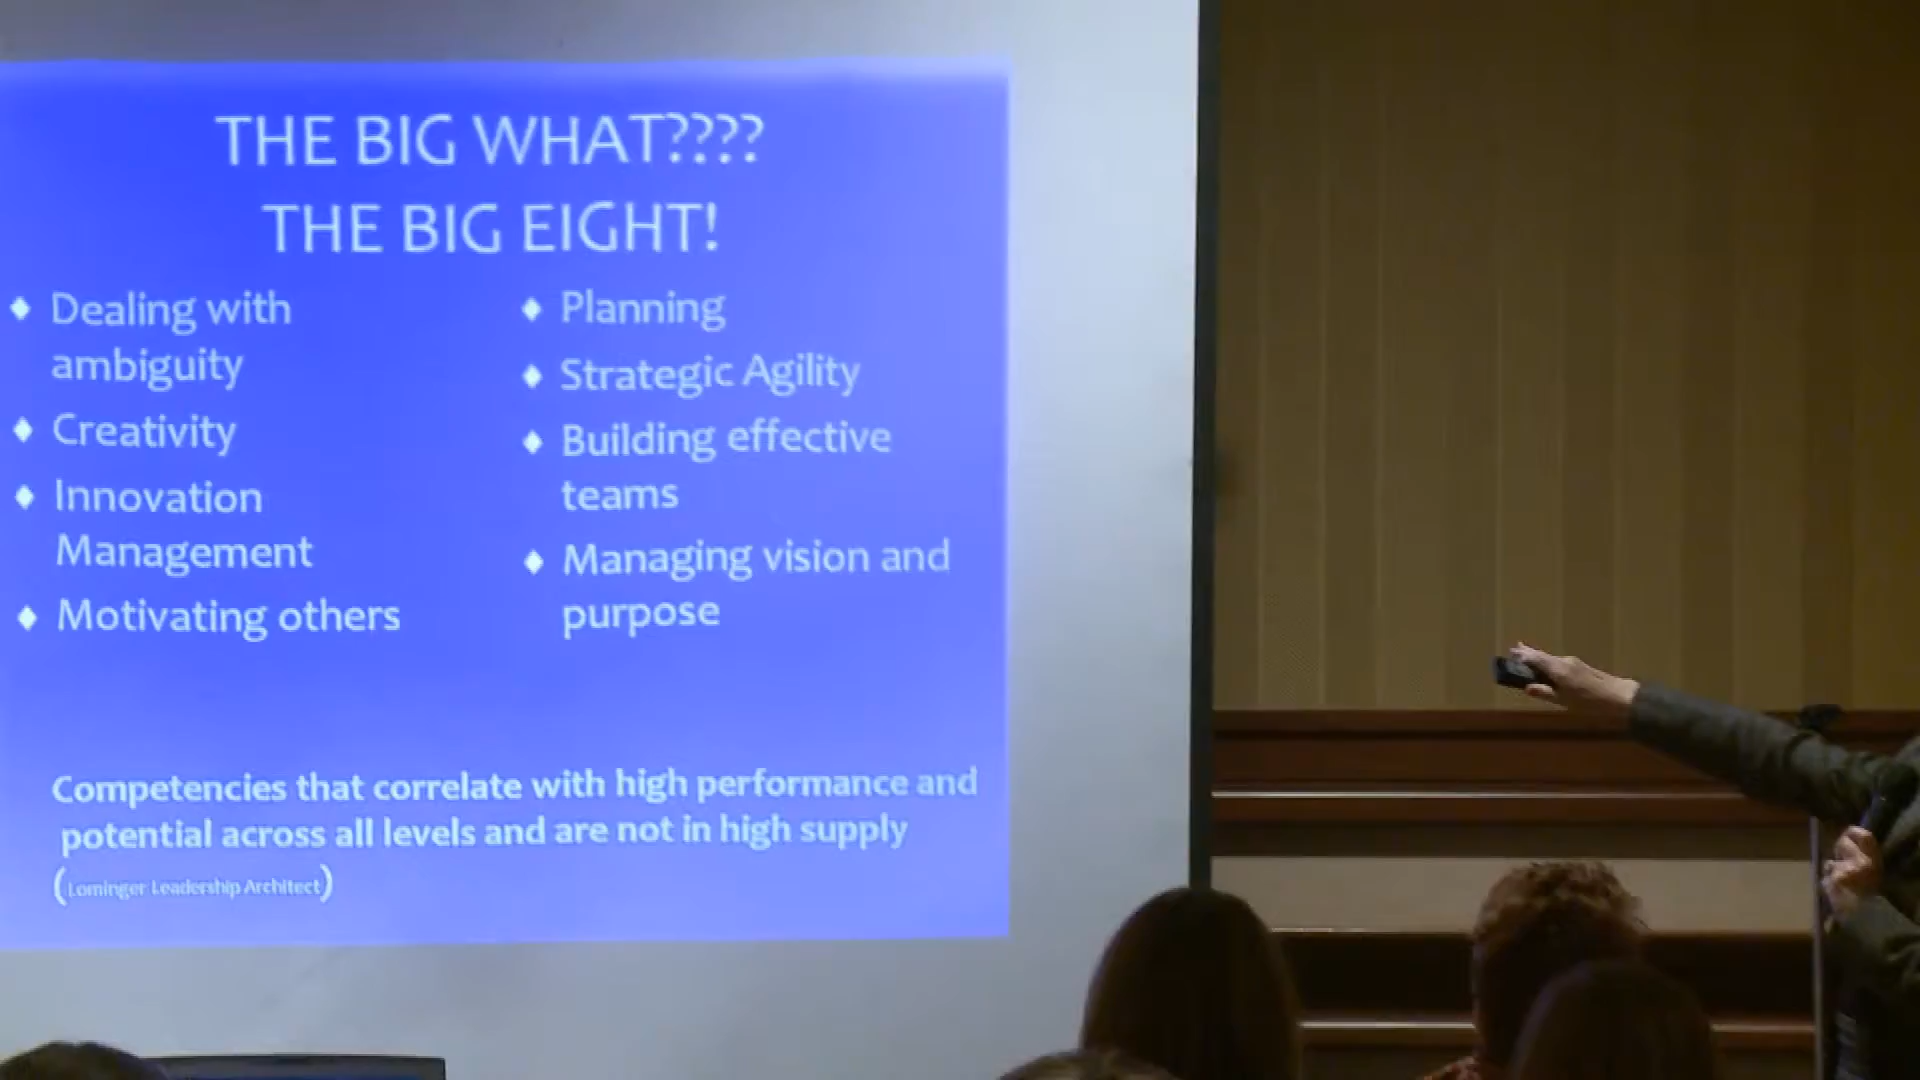 THE BIG WHAT????
THE BIG EIGHT!
Dealing with
ambiguity
Creativity
Innovation
Management
Motivating others
Planning
Strategic Agility
Building effective
teams
Managing vision and
purpose
Competencies that correlate with high performance and
potential across all levels and are not in high supply
(Lominger Leadership Architect)